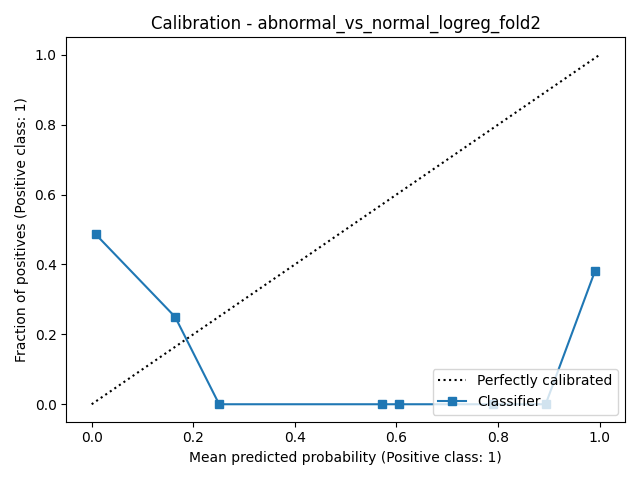 Calibration - abnormal_vs_normal_logreg_fold2
Fraction of positives (Positive class: 1)
1.0
0.8
0.6
0.4
0.2
0.0
Perfectly calibrated
Classifier
0.0 0.2 0.4 0.6 0.8 1.0
Mean predicted probability (Positive class: 1)